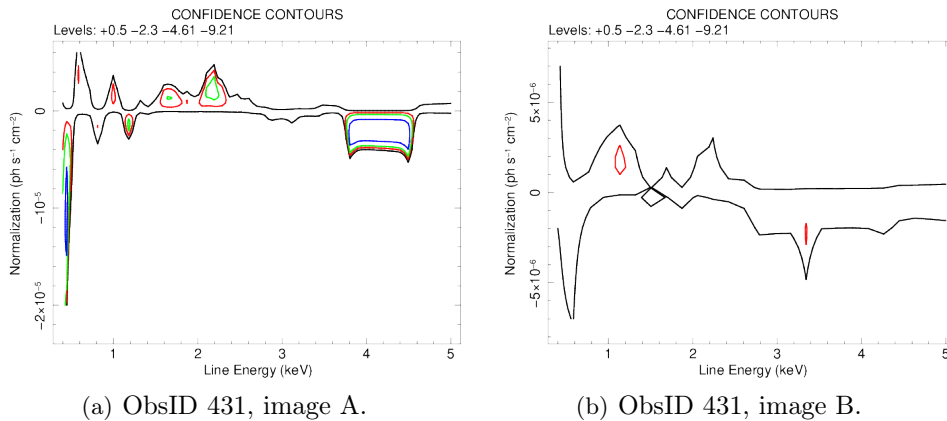 CONFIDENCE CONTOURS
Levels: +0.5 −2.3 −4.61 −9.21
Normalization (ph s⁻¹ cm⁻²)
0
−10⁻⁵
−2×10⁻⁵
1 2 3 4 5
Line Energy (keV)
(a) ObsID 431, image A.
CONFIDENCE CONTOURS
Levels: +0.5 −2.3 −4.61 −9.21
Normalization (ph s⁻¹ cm⁻²)
5×10⁻⁶
0
−5×10⁻⁶
1 2 3 4 5
Line Energy (keV)
(b) ObsID 431, image B.